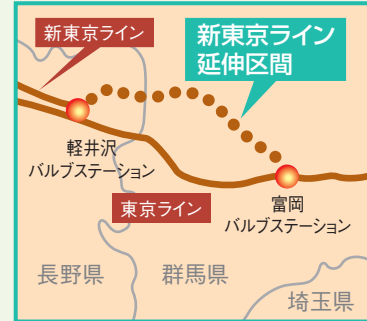 新東京ライン
新東京ライン
延伸区間
軽井沢
バルブステーション
東京ライン
富岡
バルブステーション
長野県
群馬県
埼玉県